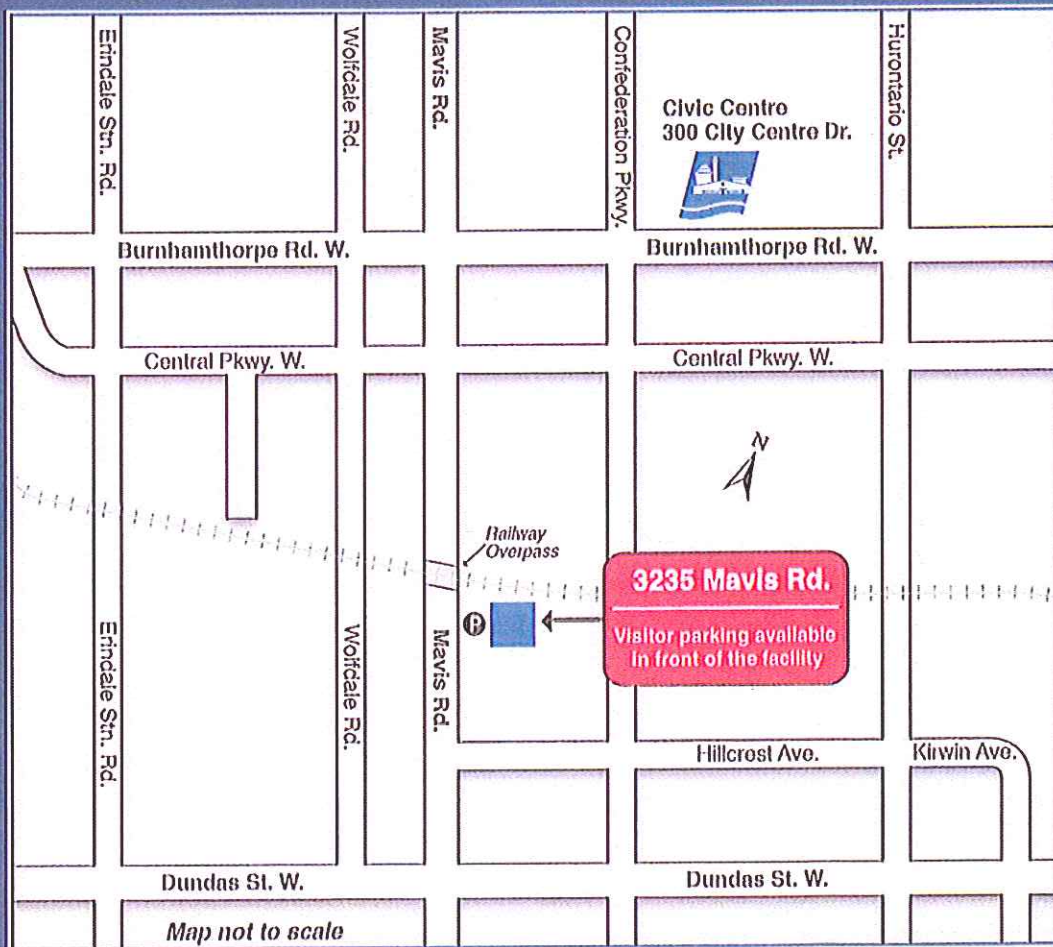 Erindale Stn. Rd.
Wolfdale Rd.
Mavis Rd.
Confederation Pkwy.
Hurontario St.
Civic Centre
300 City Centre Dr.
Burnhamthorpe Rd. W.
Burnhamthorpe Rd. W.
Central Pkwy. W.
Central Pkwy. W.
N
Railway
Overpass
3235 Mavis Rd.
Visitor parking available
in front of the facility
P
Erindale Stn. Rd.
Wolfdale Rd.
Mavis Rd.
Hillcrest Ave.
Kirwin Ave.
Dundas St. W.
Dundas St. W.
Map not to scale